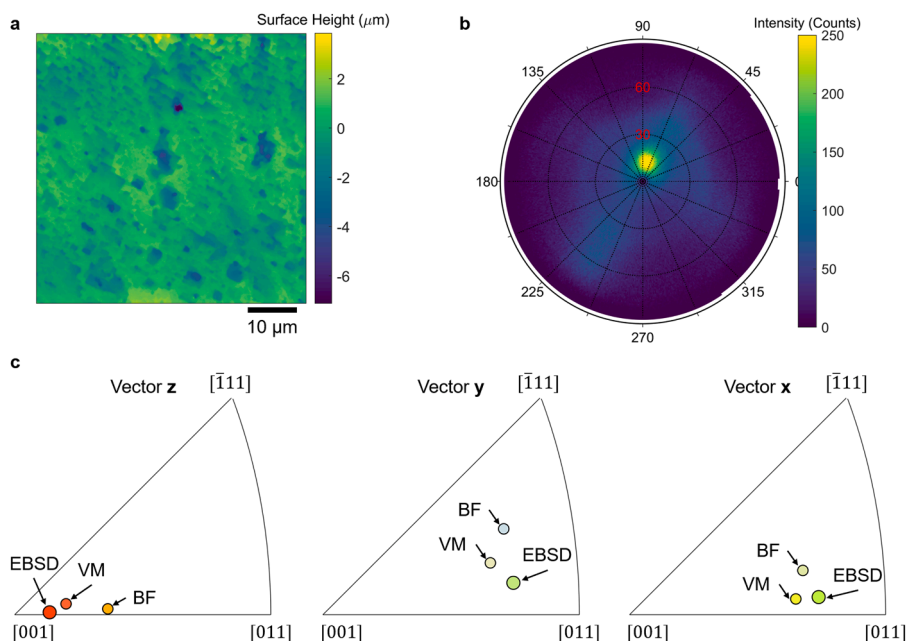 a
Surface Height (μm)
2
0
-2
-4
-6
10 μm
b
Intensity (Counts)
90
135
45
60
30
180
0
225
315
270
250
200
150
100
50
0
c
Vector z
[1̄11]
EBSD
VM
BF
[001]
[011]
Vector y
[1̄11]
BF
VM
EBSD
[001]
[011]
Vector x
[1̄11]
BF
VM
EBSD
[001]
[011]